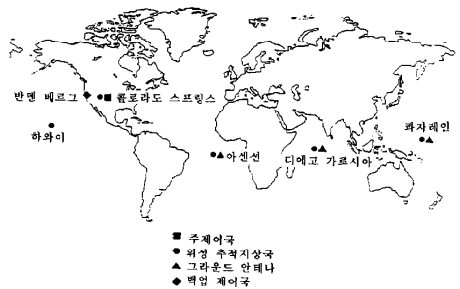 반덴 베르그
콜로라도 스프링스
하와이
콰자레인
아센션
디에고 가르시아
주제어국
위성 추적지상국
그라운드 안테나
백업 제어국